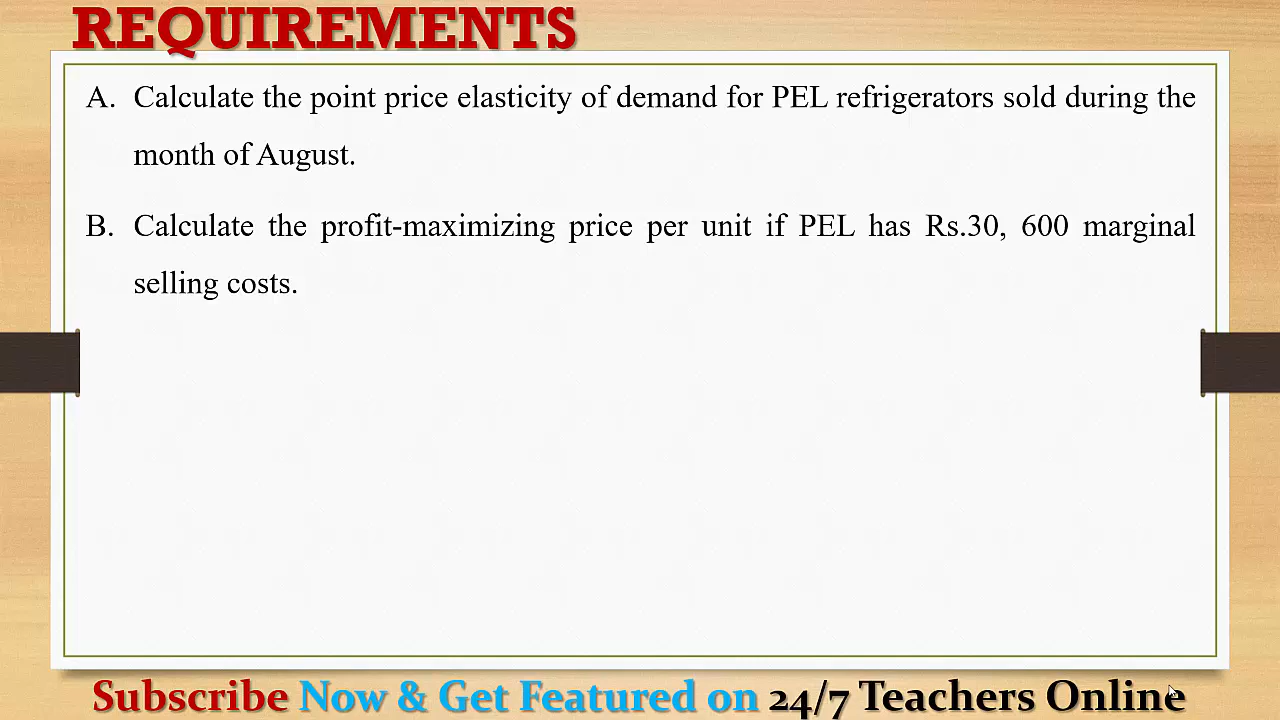 REQUIREMENTS
A. Calculate the point price elasticity of demand for PEL refrigerators sold during the
month of August.
B. Calculate the profit-maximizing price per unit if PEL has Rs.30, 600 marginal
selling costs.
Subscribe Now & Get Featured on 24/7 Teachers Online